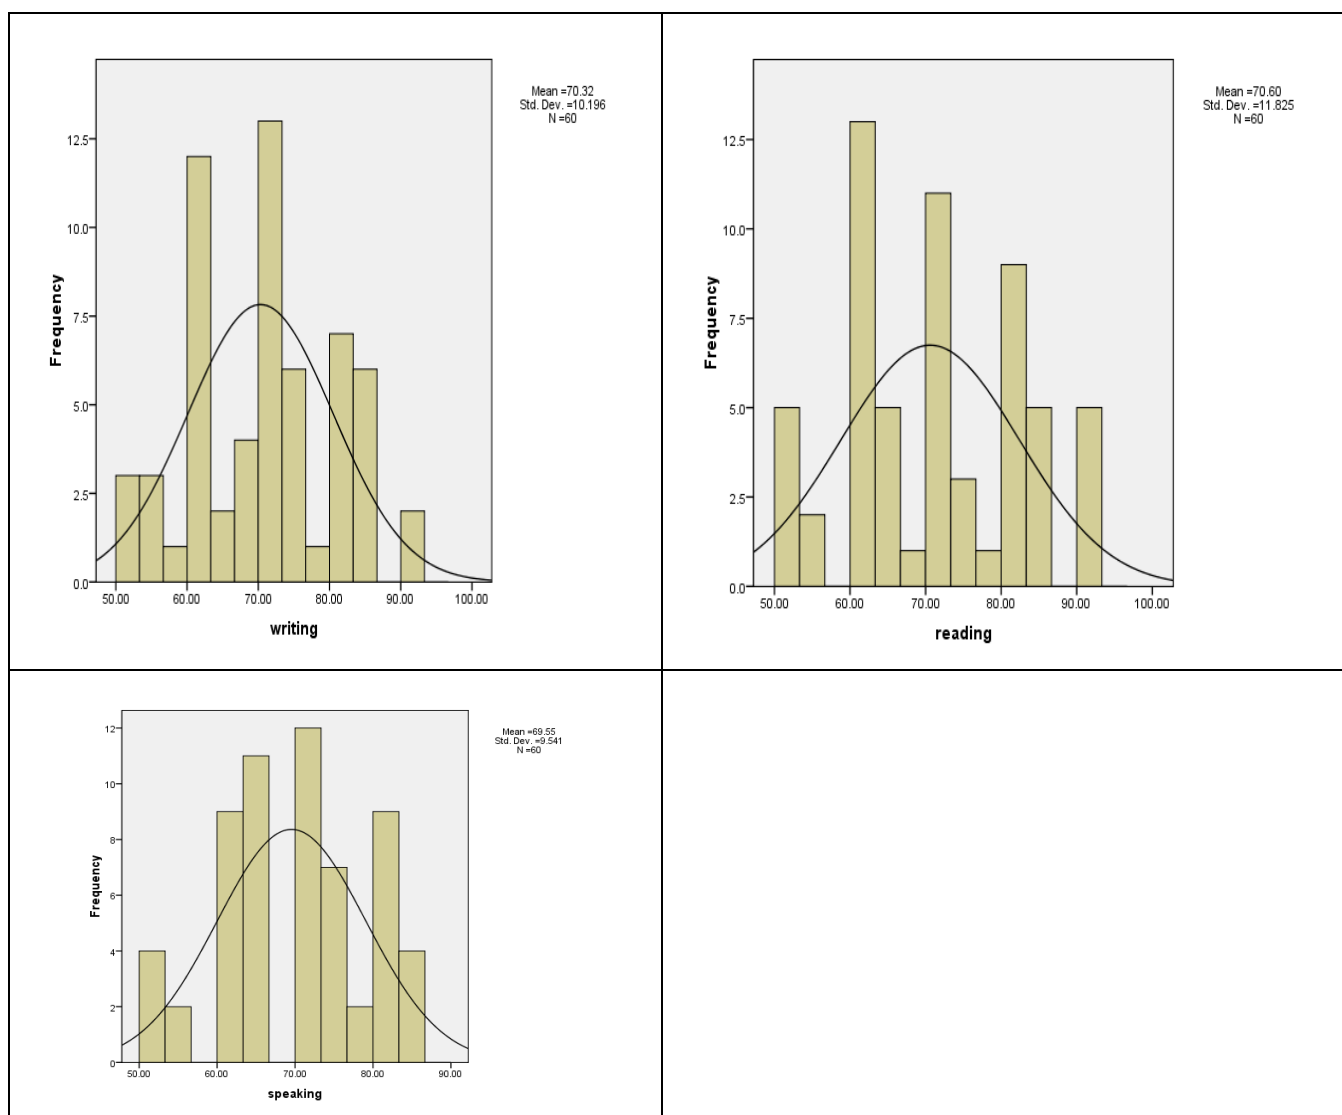 Mean =70.32
Std. Dev. =10.196
N =60
Frequency
12.5
10.0
7.5
5.0
2.5
0.0
50.00 60.00 70.00 80.00 90.00 100.00
writing
Mean =70.60
Std. Dev. =11.825
N =60
Frequency
12.5
10.0
7.5
5.0
2.5
0.0
50.00 60.00 70.00 80.00 90.00 100.00
reading
Mean =69.55
Std. Dev. =9.541
N =60
Frequency
12
10
8
6
4
2
0
50.00 60.00 70.00 80.00 90.00
speaking